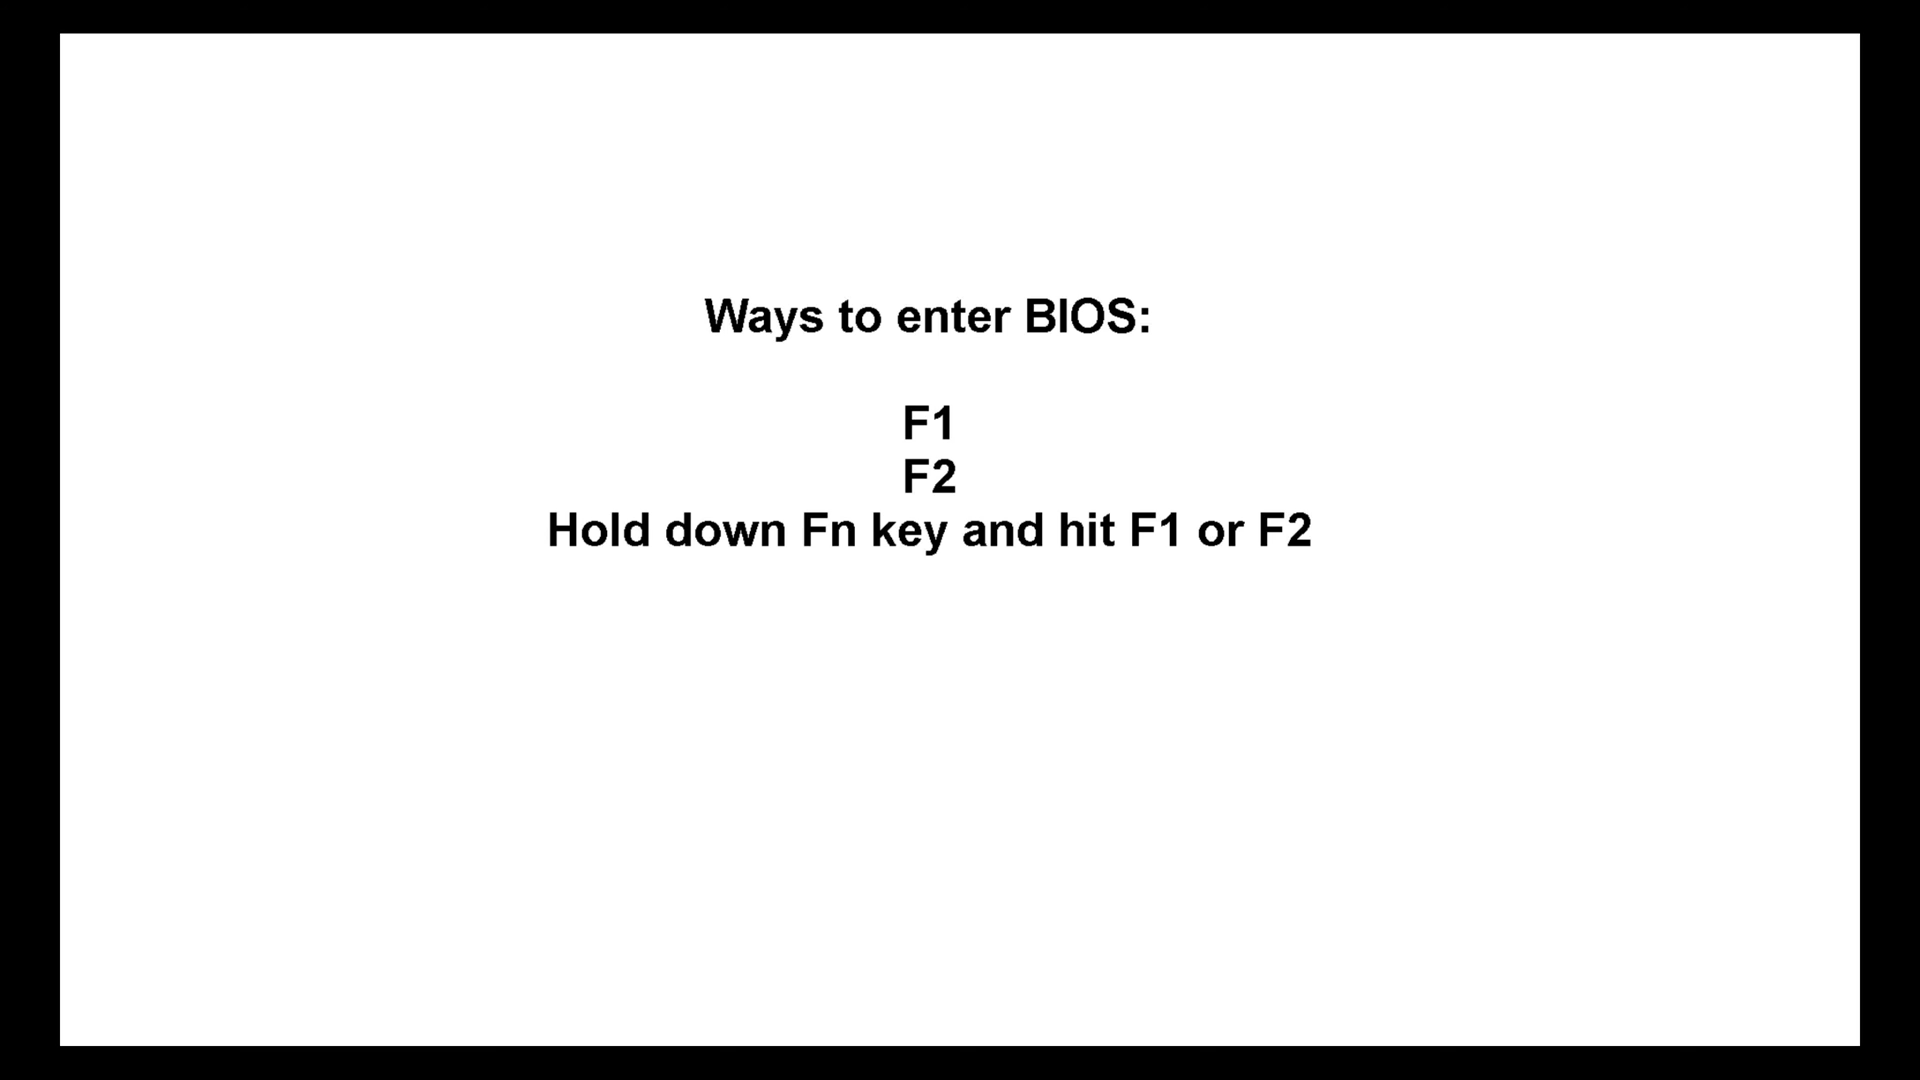 Ways to enter BIOS:
F1
F2
Hold down Fn key and hit F1 or F2